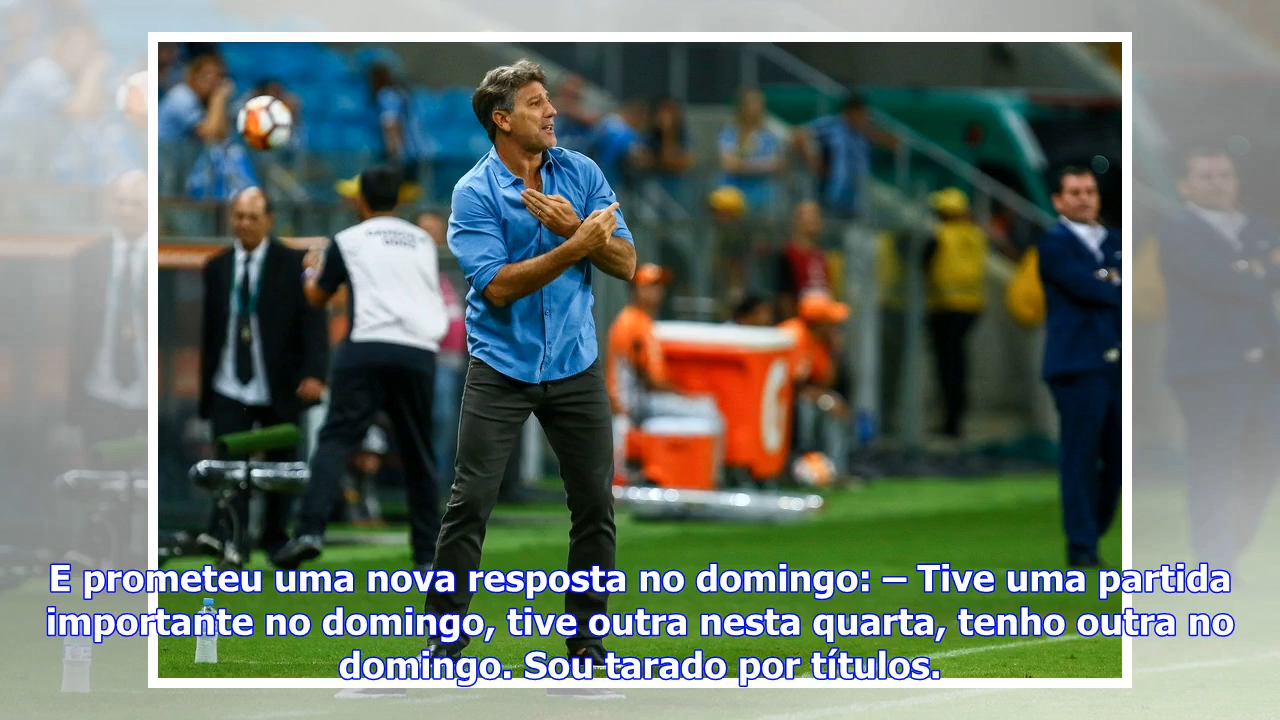 E prometeu uma nova resposta no domingo: – Tive uma partida
importante no domingo, tive outra nesta quarta, tenho outra no
domingo. Sou tarado por títulos.